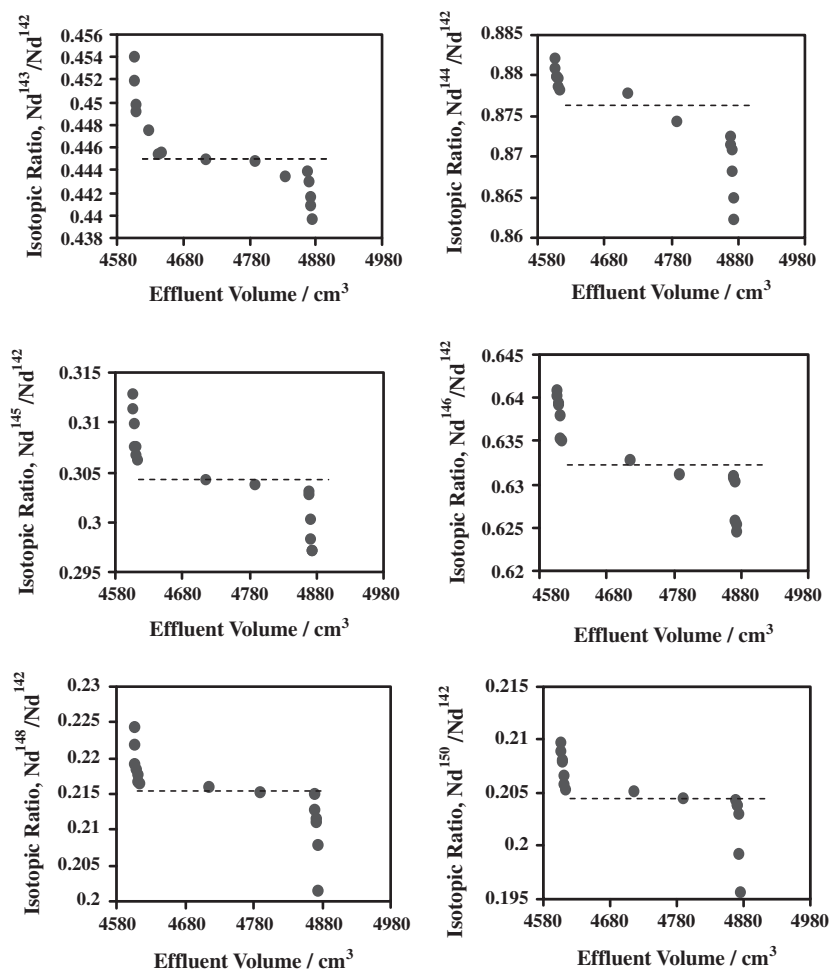 Isotopic Ratio, Nd¹⁴³/Nd¹⁴²
0.456
0.454
0.452
0.45
0.448
0.446
0.444
0.442
0.44
0.438
4580 4680 4780 4880 4980
Effluent Volume / cm³
Isotopic Ratio, Nd¹⁴⁴/Nd¹⁴²
0.885
0.88
0.875
0.87
0.865
0.86
4580 4680 4780 4880 4980
Effluent Volume / cm³
Isotopic Ratio, Nd¹⁴⁵/Nd¹⁴²
0.315
0.31
0.305
0.3
0.295
4580 4680 4780 4880 4980
Effluent Volume / cm³
Isotopic Ratio, Nd¹⁴⁶/Nd¹⁴²
0.645
0.64
0.635
0.63
0.625
0.62
4580 4680 4780 4880 4980
Effluent Volume / cm³
Isotopic Ratio, Nd¹⁴⁸/Nd¹⁴²
0.23
0.225
0.22
0.215
0.21
0.205
0.2
4580 4680 4780 4880 4980
Effluent Volume / cm³
Isotopic Ratio, Nd¹⁵⁰/Nd¹⁴²
0.215
0.21
0.205
0.2
0.195
4580 4680 4780 4880 4980
Effluent Volume / cm³